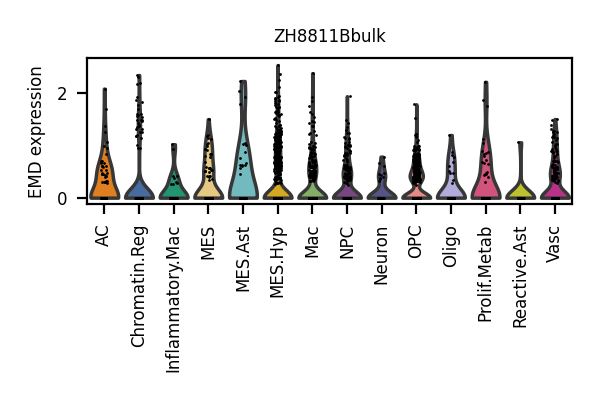 ZH8811Bbulk
EMD expression
2
0
AC
Chromatin.Reg
Inflammatory.Mac
MES
MES.Ast
MES.Hyp
Mac
NPC
Neuron
OPC
Oligo
Prolif.Metab
Reactive.Ast
Vasc